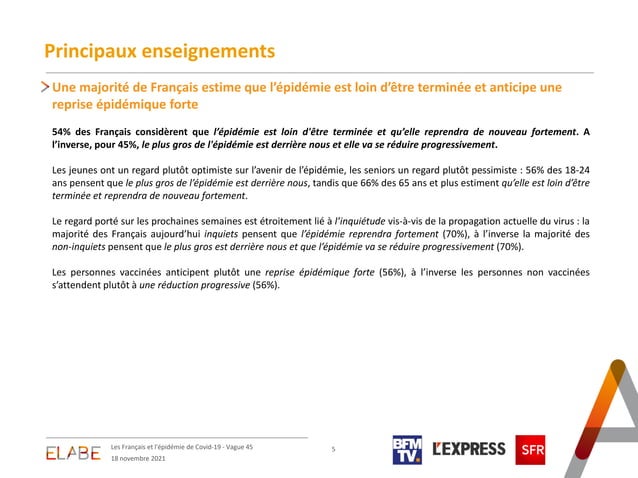 Principaux enseignements
Une majorité de Français estime que l’épidémie est loin d’être terminée et anticipe une
reprise épidémique forte
54% des Français considèrent que l’épidémie est loin d'être terminée et qu’elle reprendra de nouveau fortement. A
l’inverse, pour 45%, le plus gros de l'épidémie est derrière nous et elle va se réduire progressivement.
Les jeunes ont un regard plutôt optimiste sur l’avenir de l’épidémie, les seniors un regard plutôt pessimiste : 56% des 18-24
ans pensent que le plus gros de l’épidémie est derrière nous, tandis que 66% des 65 ans et plus estiment qu’elle est loin d’être
terminée et reprendra de nouveau fortement.
Le regard porté sur les prochaines semaines est étroitement lié à l’inquiétude vis-à-vis de la propagation actuelle du virus : la
majorité des Français aujourd’hui inquiets pensent que l’épidémie reprendra fortement (70%), à l’inverse la majorité des
non-inquiets pensent que le plus gros est derrière nous et que l’épidémie va se réduire progressivement (70%).
Les personnes vaccinées anticipent plutôt une reprise épidémique forte (56%), à l’inverse les personnes non vaccinées
s’attendent plutôt à une réduction progressive (56%).
ELABE
Les Français et l'épidémie de Covid-19 - Vague 45
18 novembre 2021
5
BFM
TV.
L'EXPRESS
SFR